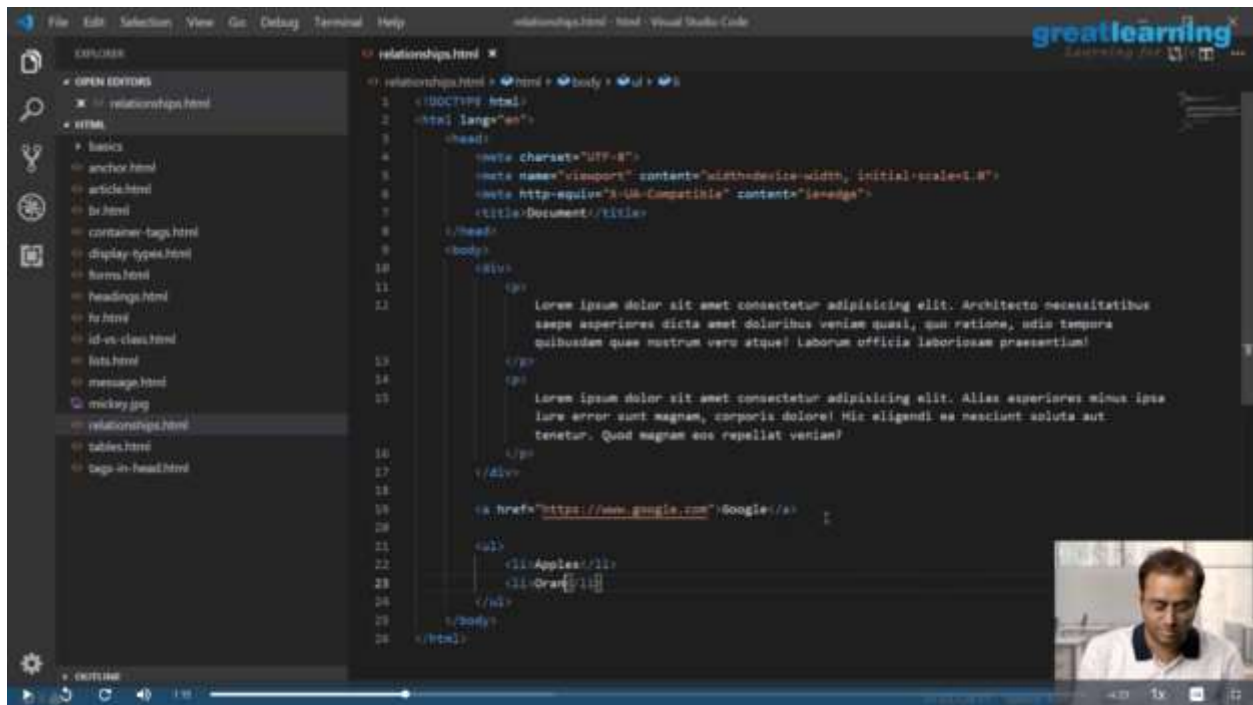 File Edit Selection View Go Debug Terminal Help
relationships.html - html - Visual Studio Code
greatlearning
Learning for
EXPLORER
OPEN EDITORS
relationships.html
HTML
basics
anchor.html
article.html
br.html
container-tags.html
display-types.html
forms.html
headings.html
hr.html
id-vs-class.html
lists.html
message.html
mickey.jpg
relationships.html
tables.html
tags-in-head.html
OUTLINE
relationships.html
relationships.html html body ul li
1 <!DOCTYPE html>
2 <html lang="en">
3 <head>
4 <meta charset="UTF-8">
5 <meta name="viewport" content="width=device-width, initial-scale=1.0">
6 <meta http-equiv="X-UA-Compatible" content="ie=edge">
7 <title>Document</title>
8 </head>
9 <body>
10 <div>
11 <p>
12 Lorem ipsum dolor sit amet consectetur adipisicing elit. Architecto necessitatibus
saepe asperiores dicta amet doloribus veniam quasi, quo ratione, odio tempora
quibusdam quae nostrum vero atque! Laborum officia laboriosam praesentium!
13 </p>
14 <p>
15 Lorem ipsum dolor sit amet consectetur adipisicing elit. Alias asperiores minus ipsa
iure error sunt magnam, corporis dolore! Hic eligendi ea nesciunt soluta aut
tenetur. Quod magnam eos repellat veniam?
16 </p>
17 </div>
18
19 <a href="https://www.google.com">Google</a>
20
21 <ul>
22 <li>Apples</li>
23 <li>Oran</li>
24 </ul>
25 </body>
26 </html>
1x